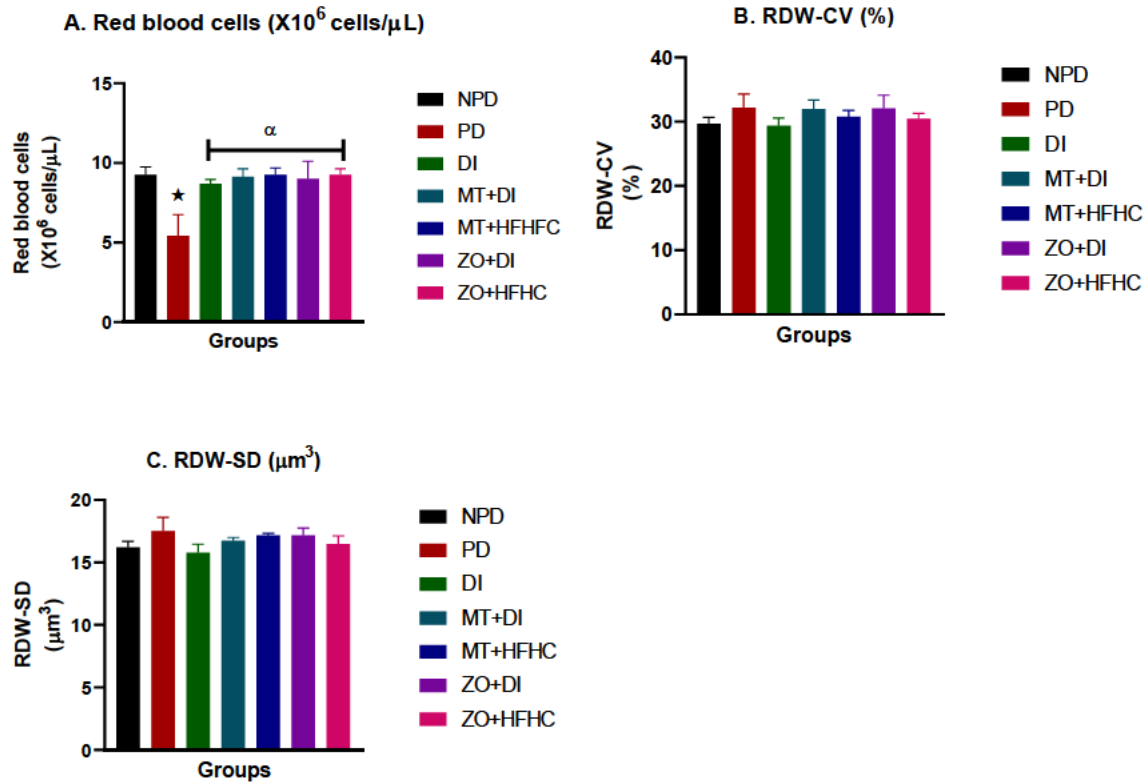 A. Red blood cells (X10⁶ cells/μL)
Red blood cells
(X10⁶ cells/μL)
15
10
5
0
★
α
Groups
NPD
PD
DI
MT+DI
MT+HFHFC
ZO+DI
ZO+HFHC
B. RDW-CV (%)
RDW-CV
(%)
40
30
20
10
0
Groups
NPD
PD
DI
MT+DI
MT+HFHC
ZO+DI
ZO+HFHC
C. RDW-SD (μm³)
RDW-SD
(μm³)
20
15
10
5
0
Groups
NPD
PD
DI
MT+DI
MT+HFHC
ZO+DI
ZO+HFHC